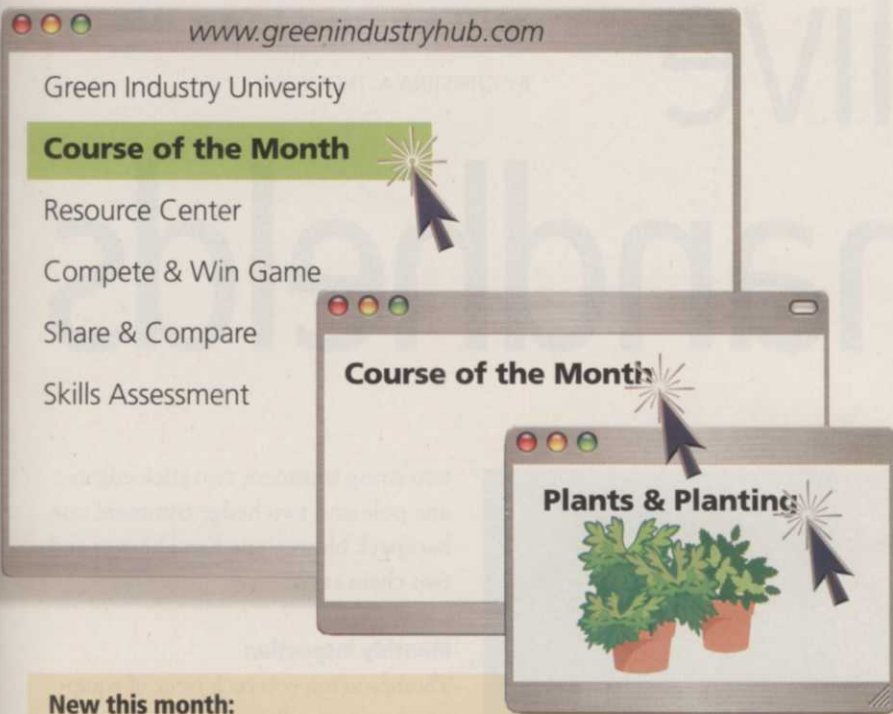 www.greenindustryhub.com
Green Industry University
Course of the Month
Resource Center
Compete & Win Game
Share & Compare
Skills Assessment
Course of the Month
Plants & Planting
New this month: